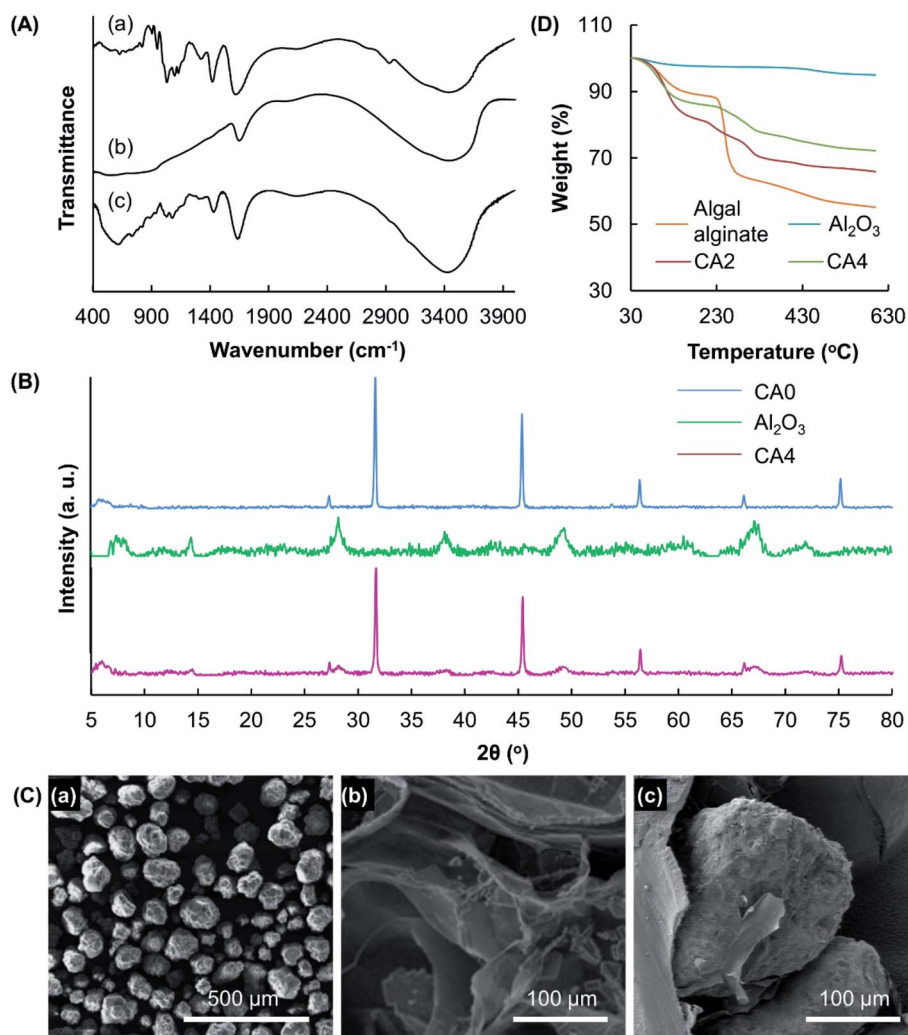 (A)
(a)
(b)
(c)
Transmittance
400 900 1400 1900 2400 2900 3400 3900
Wavenumber (cm⁻¹)
(D)
110
90
70
50
30
Weight (%)
Algal alginate
Al₂O₃
CA2
CA4
30 230 430 630
Temperature (ºC)
(B)
CA0
Al₂O₃
CA4
Intensity (a. u.)
5 10 15 20 25 30 35 40 45 50 55 60 65 70 75 80
2θ (º)
(C) (a)
500 µm
(b)
100 µm
(c)
100 µm